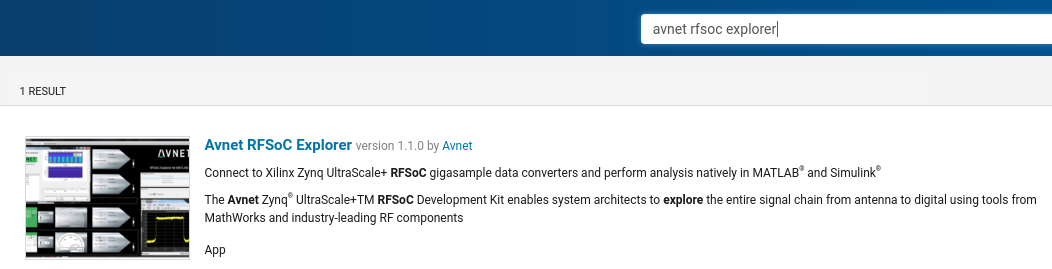 avnet rfsoc explorer
1 RESULT
AVNET
Avnet RFSoC Explorer version 1.1.0 by Avnet
Connect to Xilinx Zynq UltraScale+ RFSoC gigasample data converters and perform analysis natively in MATLAB® and Simulink®
The Avnet Zynq® UltraScale+TM RFSoC Development Kit enables system architects to explore the entire signal chain from antenna to digital using tools from
MathWorks and industry-leading RF components
App